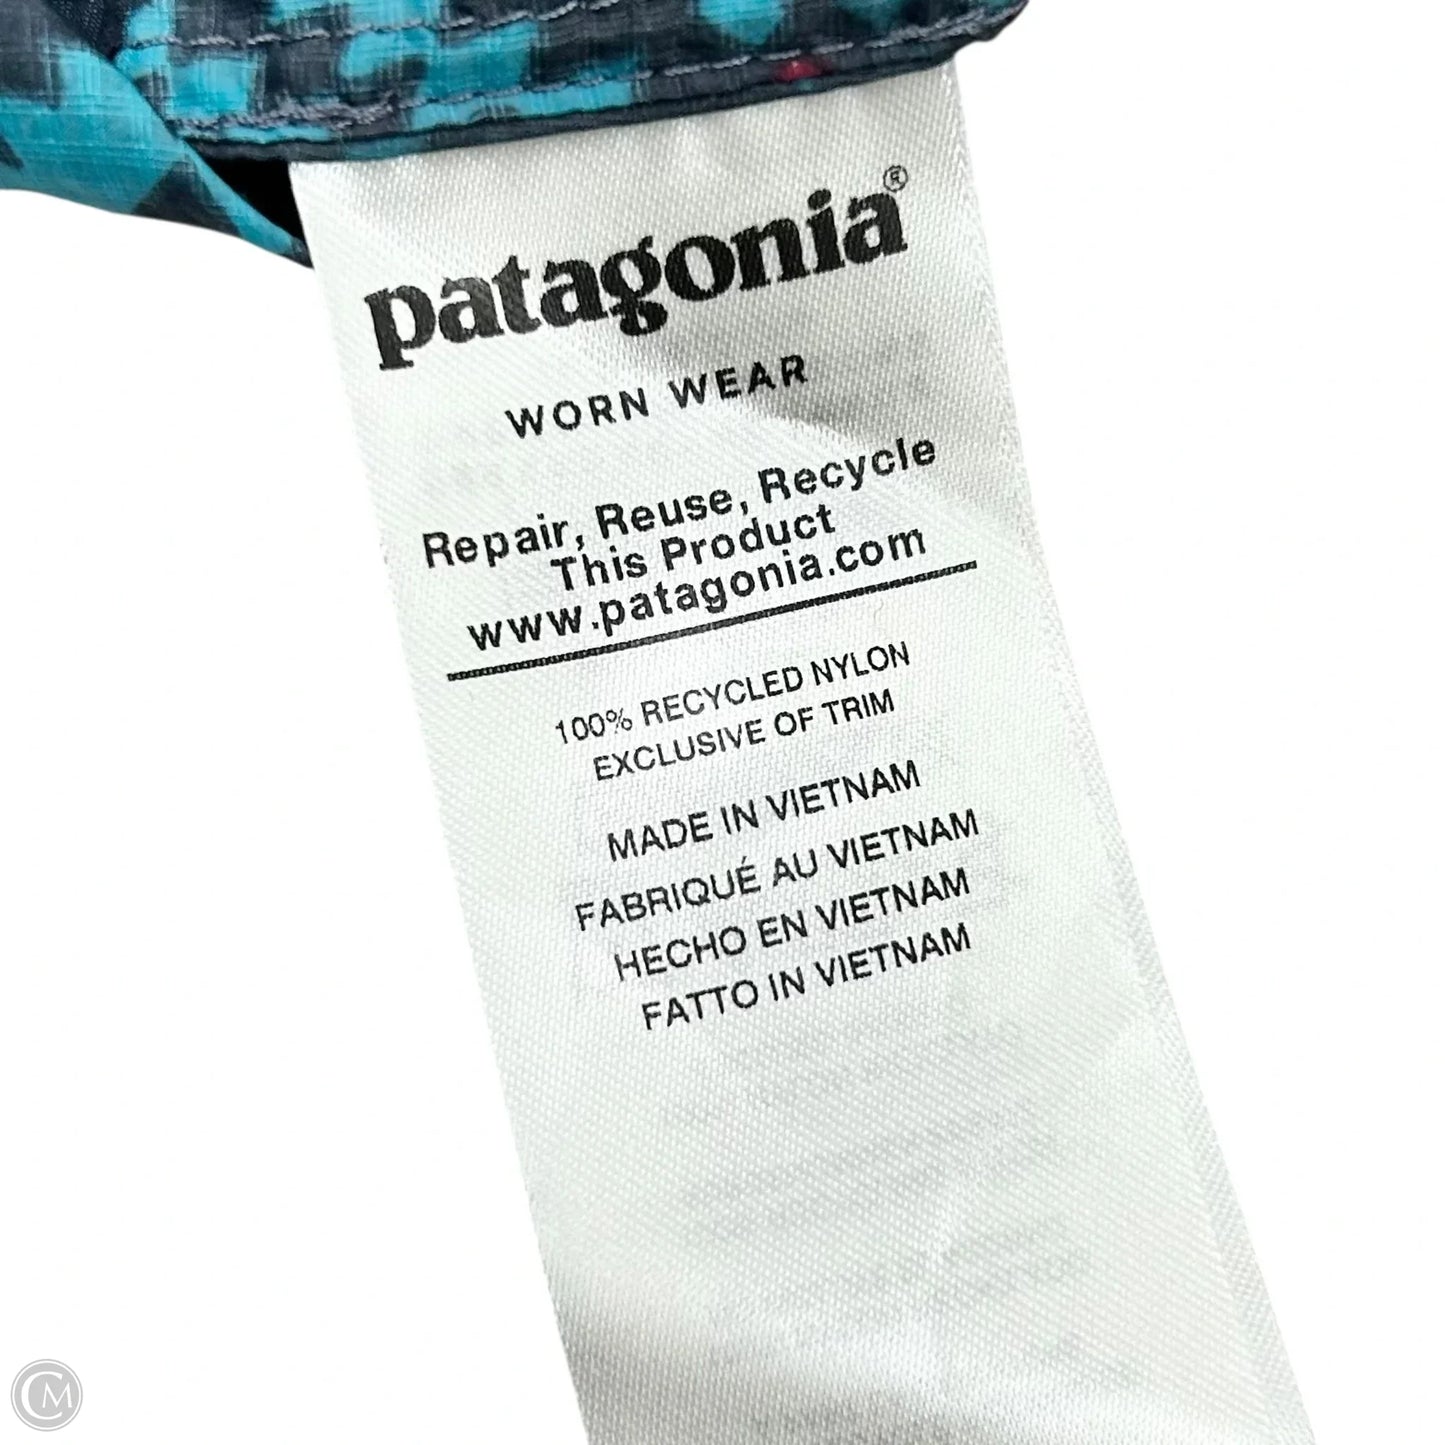 patagonia®
WORN WEAR
Repair, Reuse, Recycle
This Product
www.patagonia.com
100% RECYCLED NYLON
EXCLUSIVE OF TRIM
MADE IN VIETNAM
FABRIQUÉ AU VIETNAM
HECHO EN VIETNAM
FATTO IN VIETNAM
CM